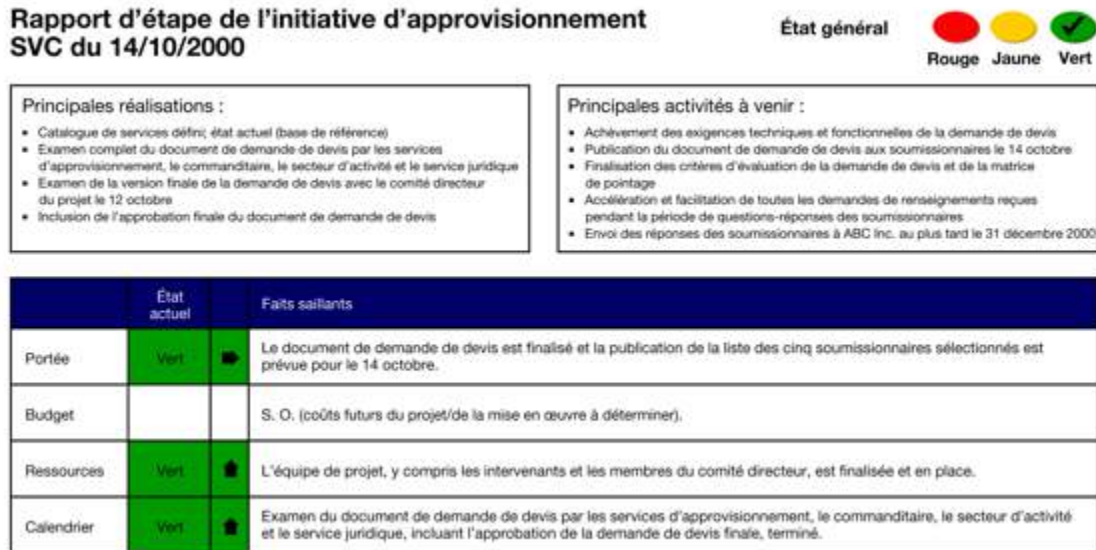 Rapport d'étape de l'initiative d'approvisionnement
SVC du 14/10/2000
État général
Rouge Jaune Vert
Principales réalisations :
• Catalogue de services défini; état actuel (base de référence)
• Examen complet du document de demande de devis par les services
d'approvisionnement, le commanditaire, le secteur d'activité et le service juridique
• Examen de la version finale de la demande de devis avec le comité directeur
du projet le 12 octobre
• Inclusion de l'approbation finale du document de demande de devis
Principales activités à venir :
• Achèvement des exigences techniques et fonctionnelles de la demande de devis
• Publication du document de demande de devis aux soumissionnaires le 14 octobre
• Finalisation des critères d'évaluation de la demande de devis et de la matrice
de pointage
• Accélération et facilitation de toutes les demandes de renseignements reçues
pendant la période de questions-réponses des soumissionnaires
• Envoi des réponses des soumissionnaires à ABC Inc. au plus tard le 31 décembre 2000
État
actuel
Faits saillants
Portée
Vert
Le document de demande de devis est finalisé et la publication de la liste des cinq soumissionnaires sélectionnés est
prévue pour le 14 octobre.
Budget
S. O. (coûts futurs du projet/de la mise en œuvre à déterminer).
Ressources
Vert
L'équipe de projet, y compris les intervenants et les membres du comité directeur, est finalisée et en place.
Calendrier
Vert
Examen du document de demande de devis par les services d'approvisionnement, le commanditaire, le secteur d'activité
et le service juridique, incluant l'approbation de la demande de devis finale, terminé.